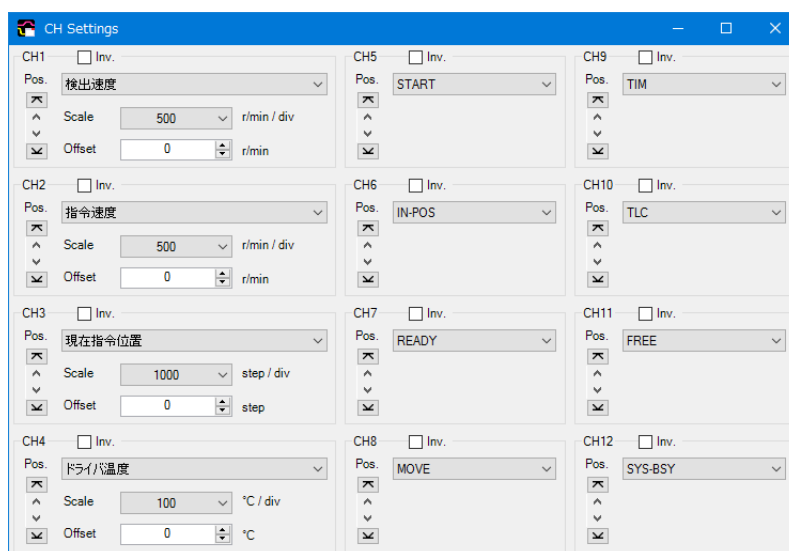 CH Settings
CH1 Inv.
Pos. 検出速度
Scale 500 r/min / div
Offset 0 r/min
CH2 Inv.
Pos. 指令速度
Scale 500 r/min / div
Offset 0 r/min
CH3 Inv.
Pos. 現在指令位置
Scale 1000 step / div
Offset 0 step
CH4 Inv.
Pos. ドライバ温度
Scale 100 °C / div
Offset 0 °C
CH5 Inv.
Pos. START
CH6 Inv.
Pos. IN-POS
CH7 Inv.
Pos. READY
CH8 Inv.
Pos. MOVE
CH9 Inv.
Pos. TIM
CH10 Inv.
Pos. TLC
CH11 Inv.
Pos. FREE
CH12 Inv.
Pos. SYS-BSY